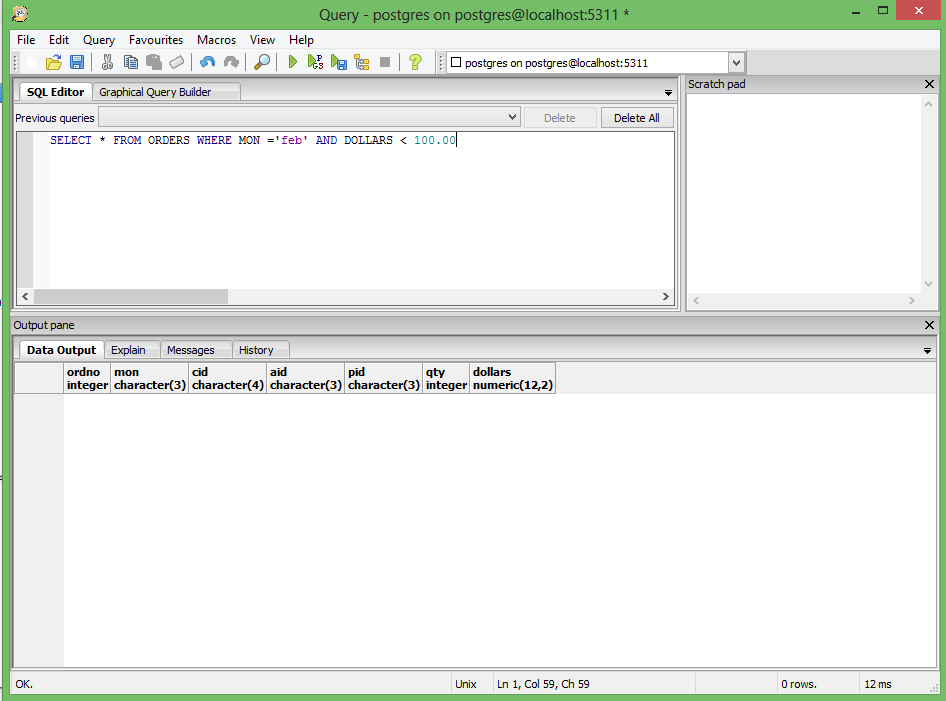 Query - postgres on postgres@localhost:5311 *
File Edit Query Favourites Macros View Help
postgres on postgres@localhost:5311
SQL Editor Graphical Query Builder
Previous queries Delete Delete All
SELECT * FROM ORDERS WHERE MON ='feb' AND DOLLARS < 100.00
Scratch pad
Output pane
Data Output Explain Messages History
ordno mon cid aid pid qty dollars
integer character(3) character(4) character(3) character(3) integer numeric(12,2)
OK. Unix Ln 1, Col 59, Ch 59 0 rows. 12 ms